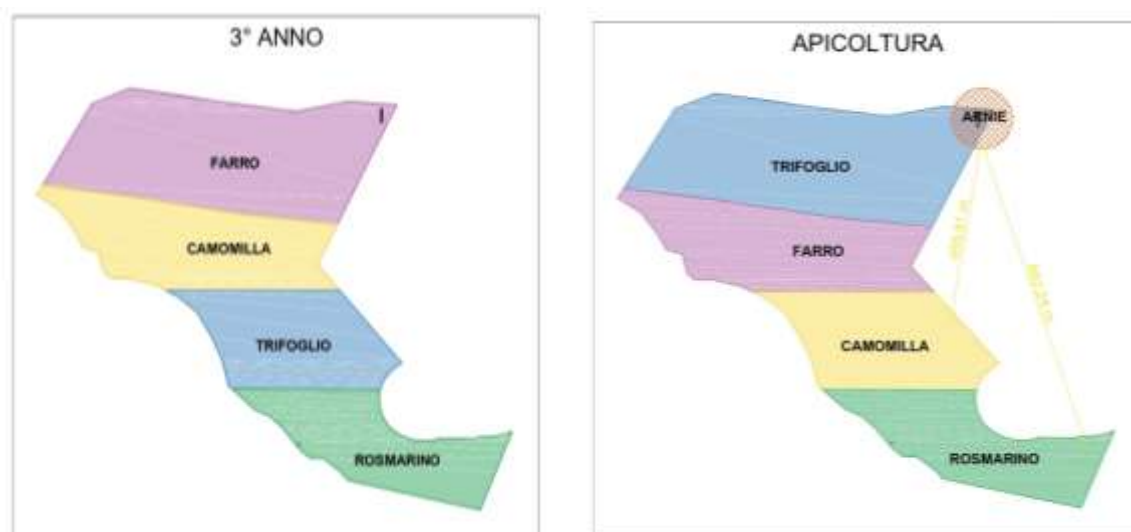 3° ANNO
FARRO
CAMOMILLA
TRIFOGLIO
ROSMARINO
APICOLTURA
ARNIE
TRIFOGLIO
FARRO
CAMOMILLA
ROSMARINO